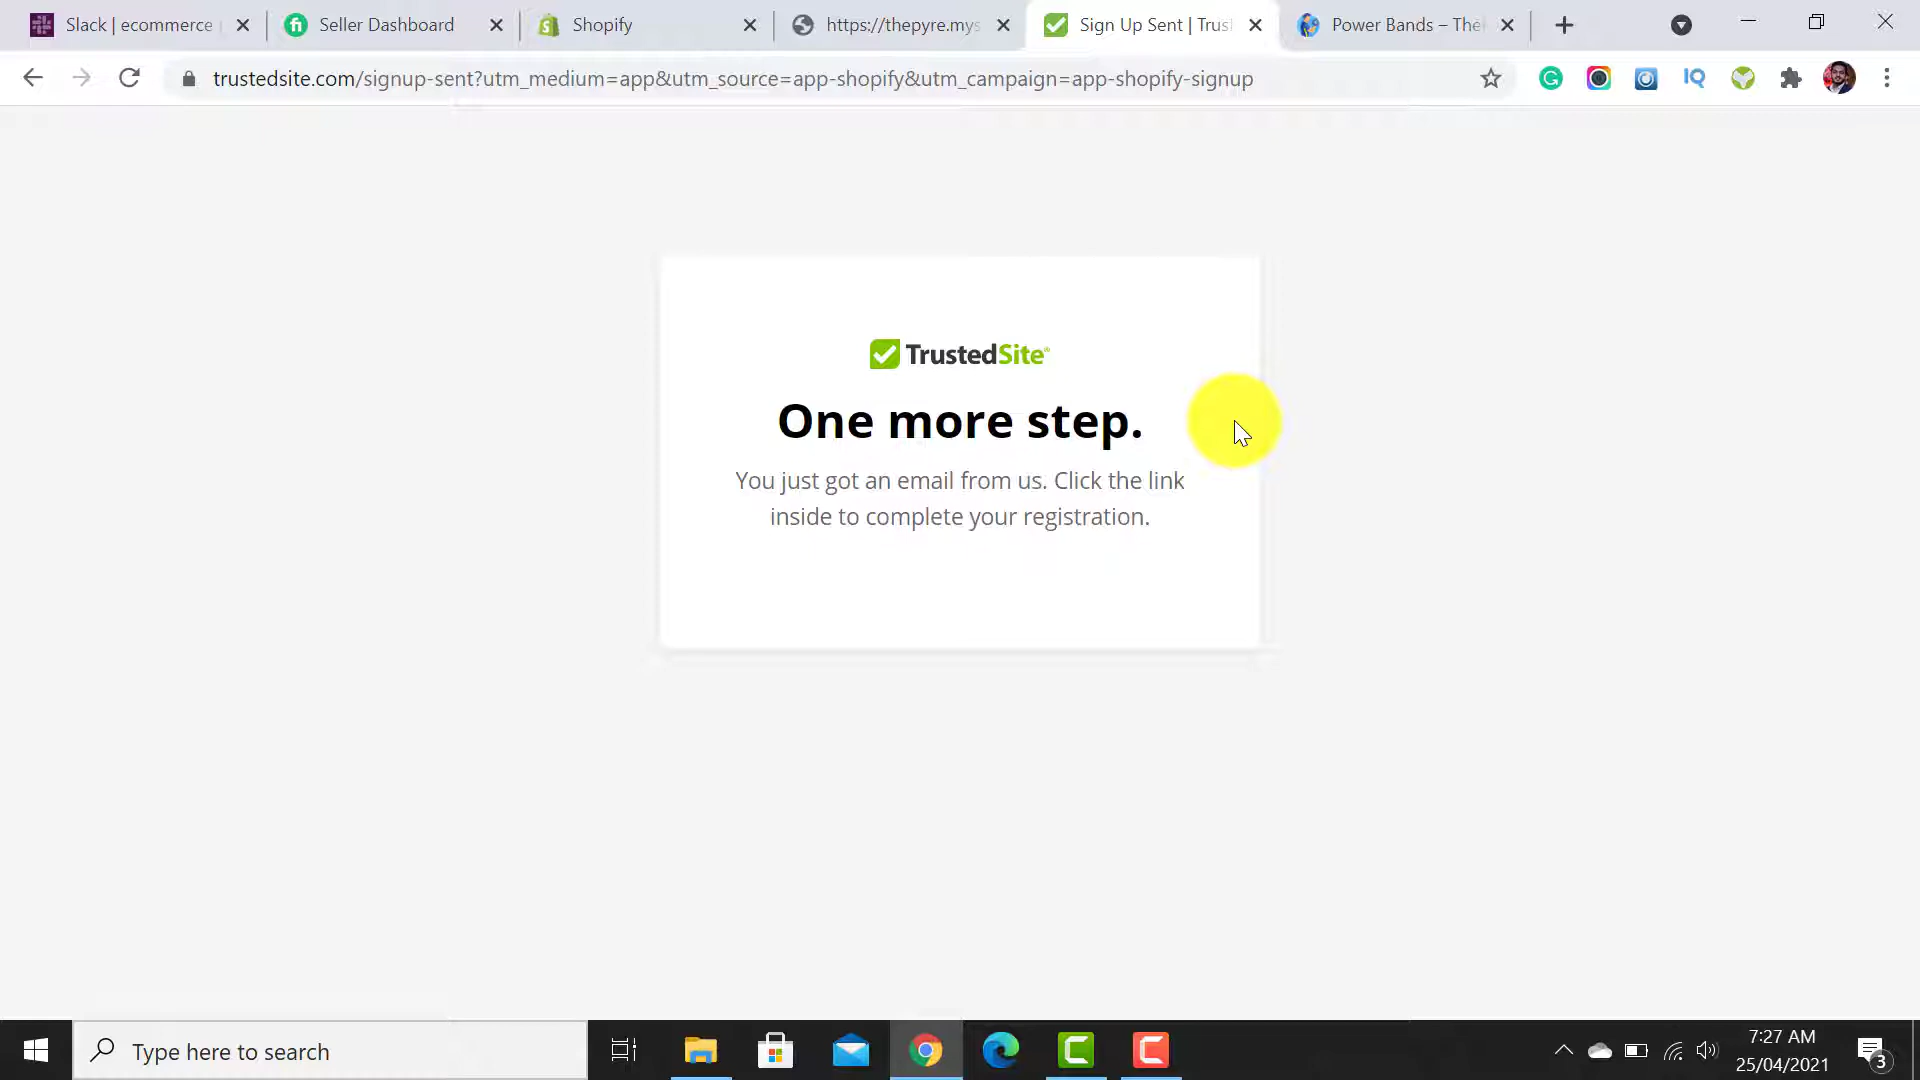 Slack | ecommerce
Seller Dashboard
Shopify
https://thepyre.mys
Sign Up Sent | Trus
Power Bands – The
trustedsite.com/signup-sent?utm_medium=app&utm_source=app-shopify&utm_campaign=app-shopify-signup
IQ
TrustedSite®
One more step.
You just got an email from us. Click the link
inside to complete your registration.
Type here to search
7:27 AM
25/04/2021
3